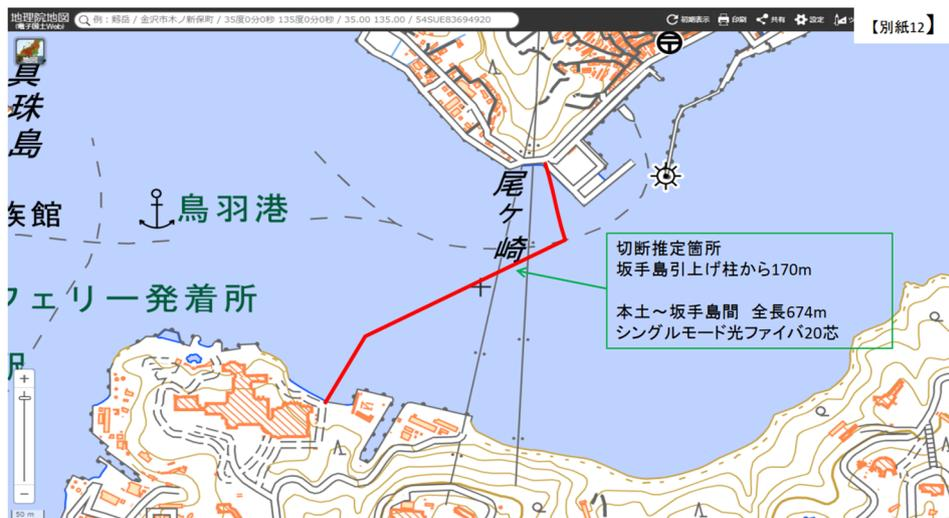 地理院地図
(電子国土Web)
例：剱岳 / 金沢市木ノ新保町 / 35度0分0秒 135度0分0秒 / 35.00 135.00 / 54SUE83694920
初期表示
印刷
共有
設定
ツ
【別紙12】
地図
真珠島
族館
鳥羽港
尾ヶ崎
フェリー発着所
切断推定箇所
坂手島引上げ柱から170m
本土～坂手島間　全長674m
シングルモード光ファイバ20芯
50 m